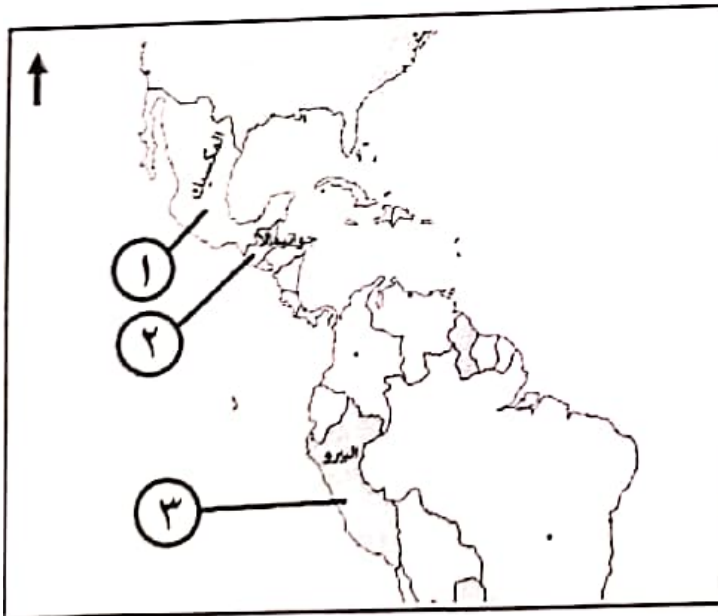 المكسيك
١
جواتيمالا
٢
البيرو
٣